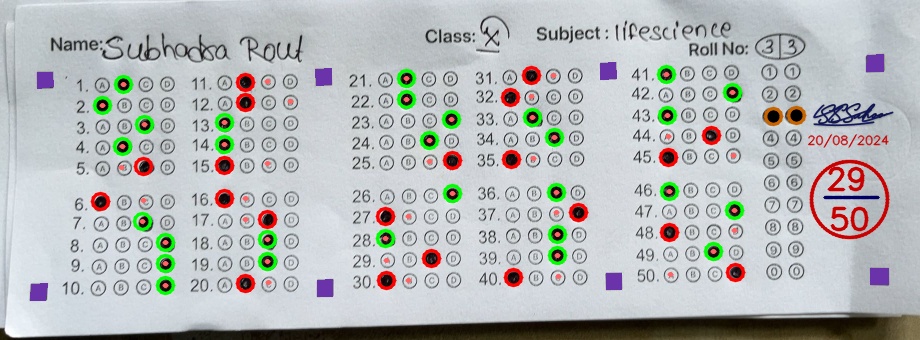 Name: Subhadra Rout Class: X Subject : lifescience
Roll No: 3 3
1. A B C D 11. A B C D 21. A B C D 31. A B C D 41. A B C D 1 1
2. A B C D 12. A B C D 22. A B C D 32. A B C D 42. A B C D 2 2
3. A B C D 13. A B C D 23. A B C D 33. A B C D 43. A B C D
4. A B C D 14. A B C D 24. A B C D 34. A B C D 44. A B C D 4 4
5. A B C D 15. A B C D 25. A B C D 35. A B C D 45. A B C D 5 5
20/08/2024
6. A B C D 16. A B C D 26. A B C D 36. A B C D 46. A B C D 6 6
7. A B C D 17. A B C D 27. A B C D 37. A B C D 47. A B C D 7 7
8. A B C D 18. A B C D 28. A B C D 38. A B C D 48. A B C D 8 8
9. A B C D 19. A B C D 29. A B C D 39. A B C D 49. A B C D 9 9
10. A B C D 20. A B C D 30. A B C D 40. A B C D 50. A B C D 0 0
29
50